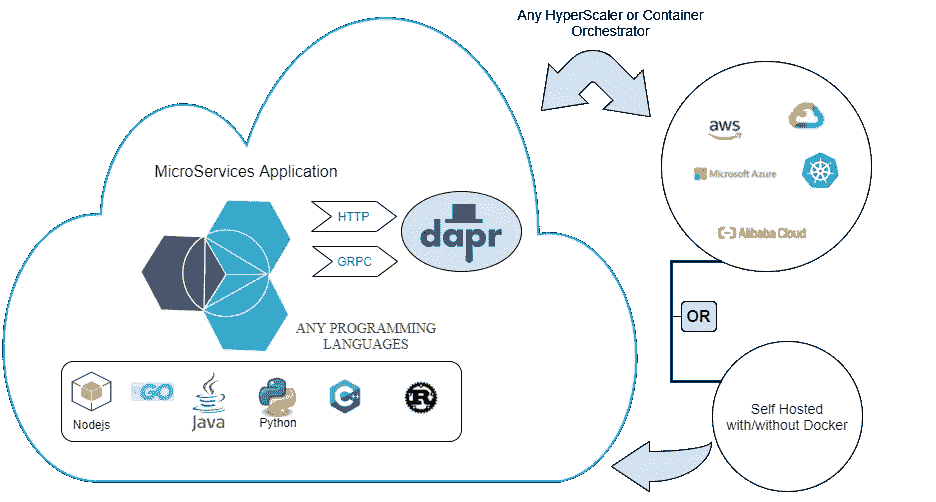 Any HyperScaler or Container
Orchestrator
aws
Microsoft Azure
Alibaba Cloud
MicroServices Application
HTTP
GRPC
dapr
ANY PROGRAMMING
LANGUAGES
OR
Nodejs
GO
Java
Python
C++
R
Self Hosted
with/without Docker